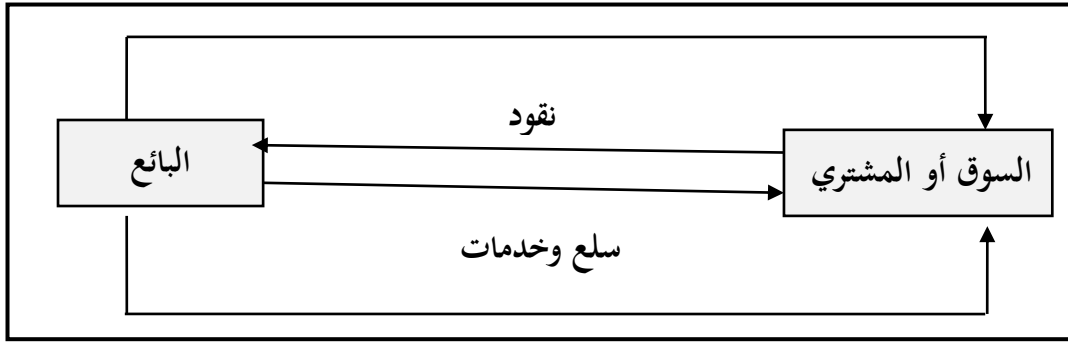 نقود
السوق أو المشتري
البائع
سلع وخدمات